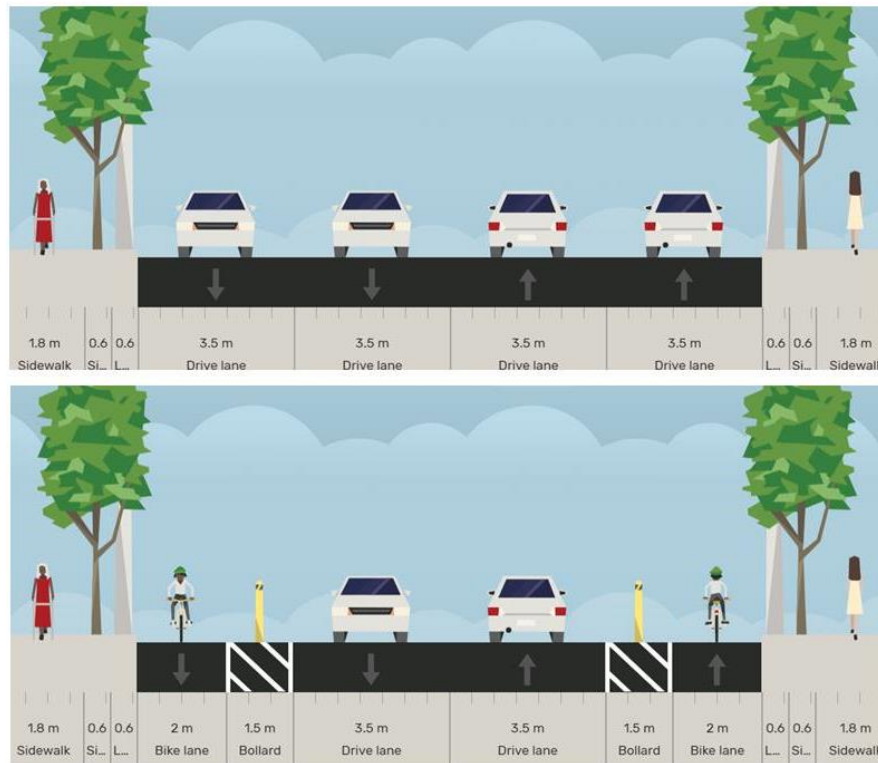 1.8 m 0.6 0.6 3.5 m 3.5 m 3.5 m 3.5 m 0.6 0.6 1.8 m
Sidewalk Si... L... Drive lane Drive lane Drive lane Drive lane L... Si... Sidewalk
1.8 m 0.6 0.6 2 m 1.5 m 3.5 m 3.5 m 1.5 m 2 m 0.6 0.6 1.8 m
Sidewalk Si... L... Bike lane Bollard Drive lane Drive lane Bollard Bike lane L... Si... Sidewalk